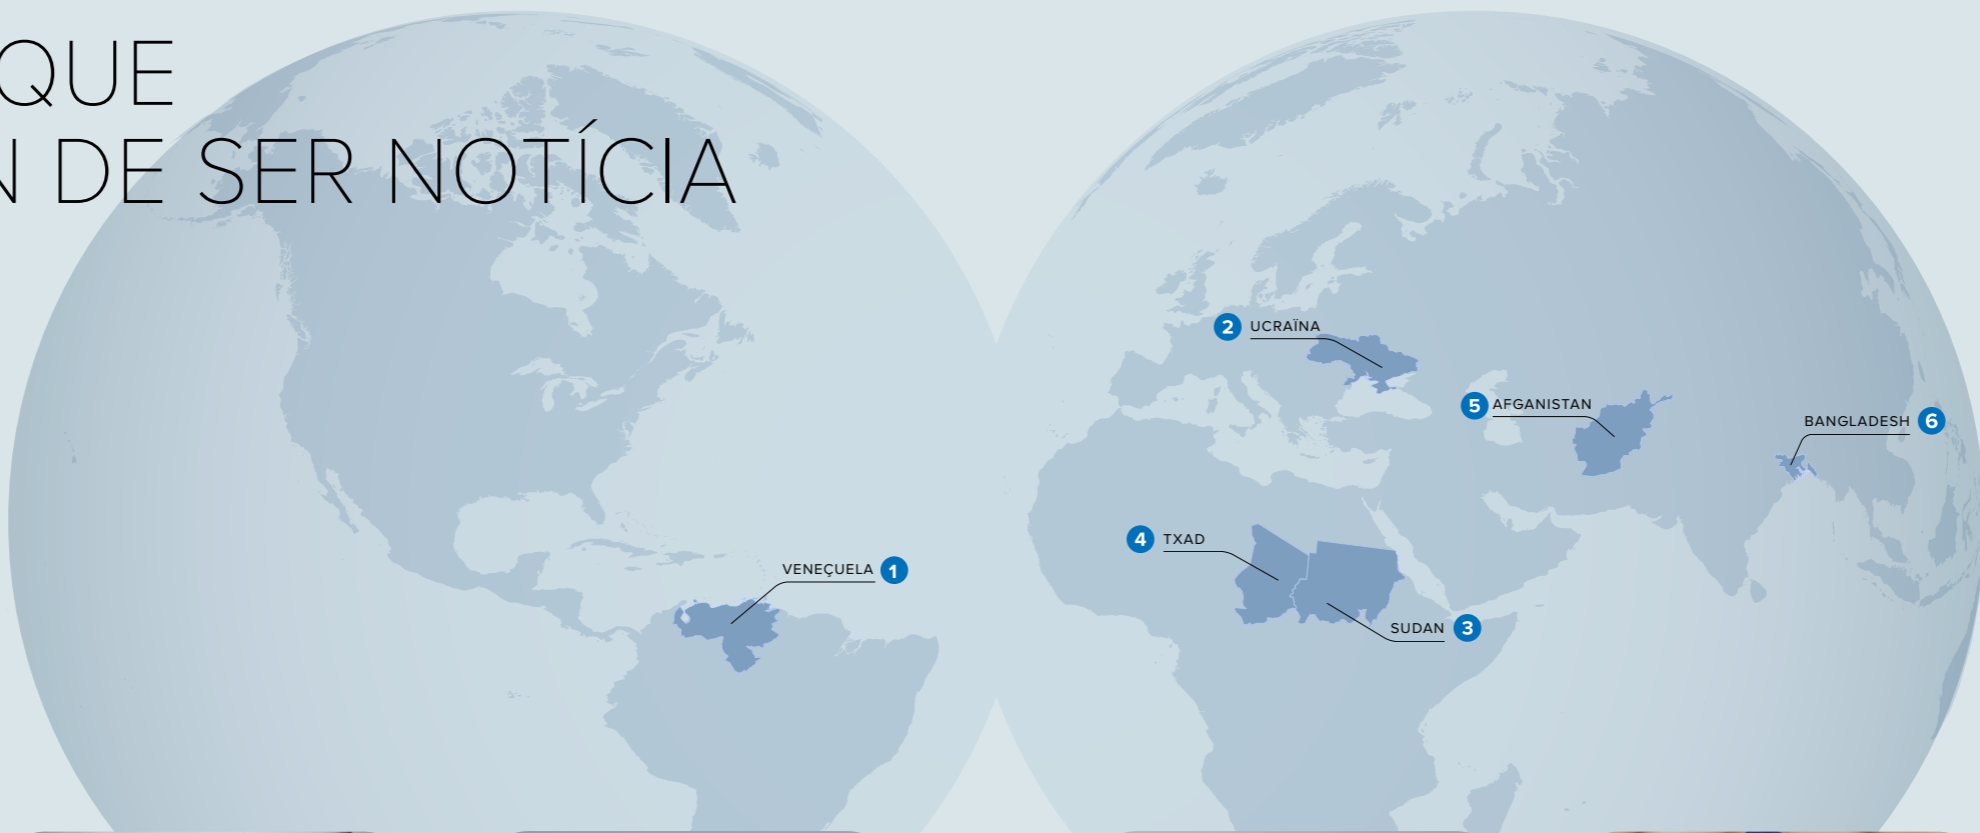 QUE
N DE SER NOTÍCIA
2 UCRAÏNA
5 AFGANISTAN
BANGLADESH 6
4 TXAD
VENEÇUELA 1
SUDAN 3